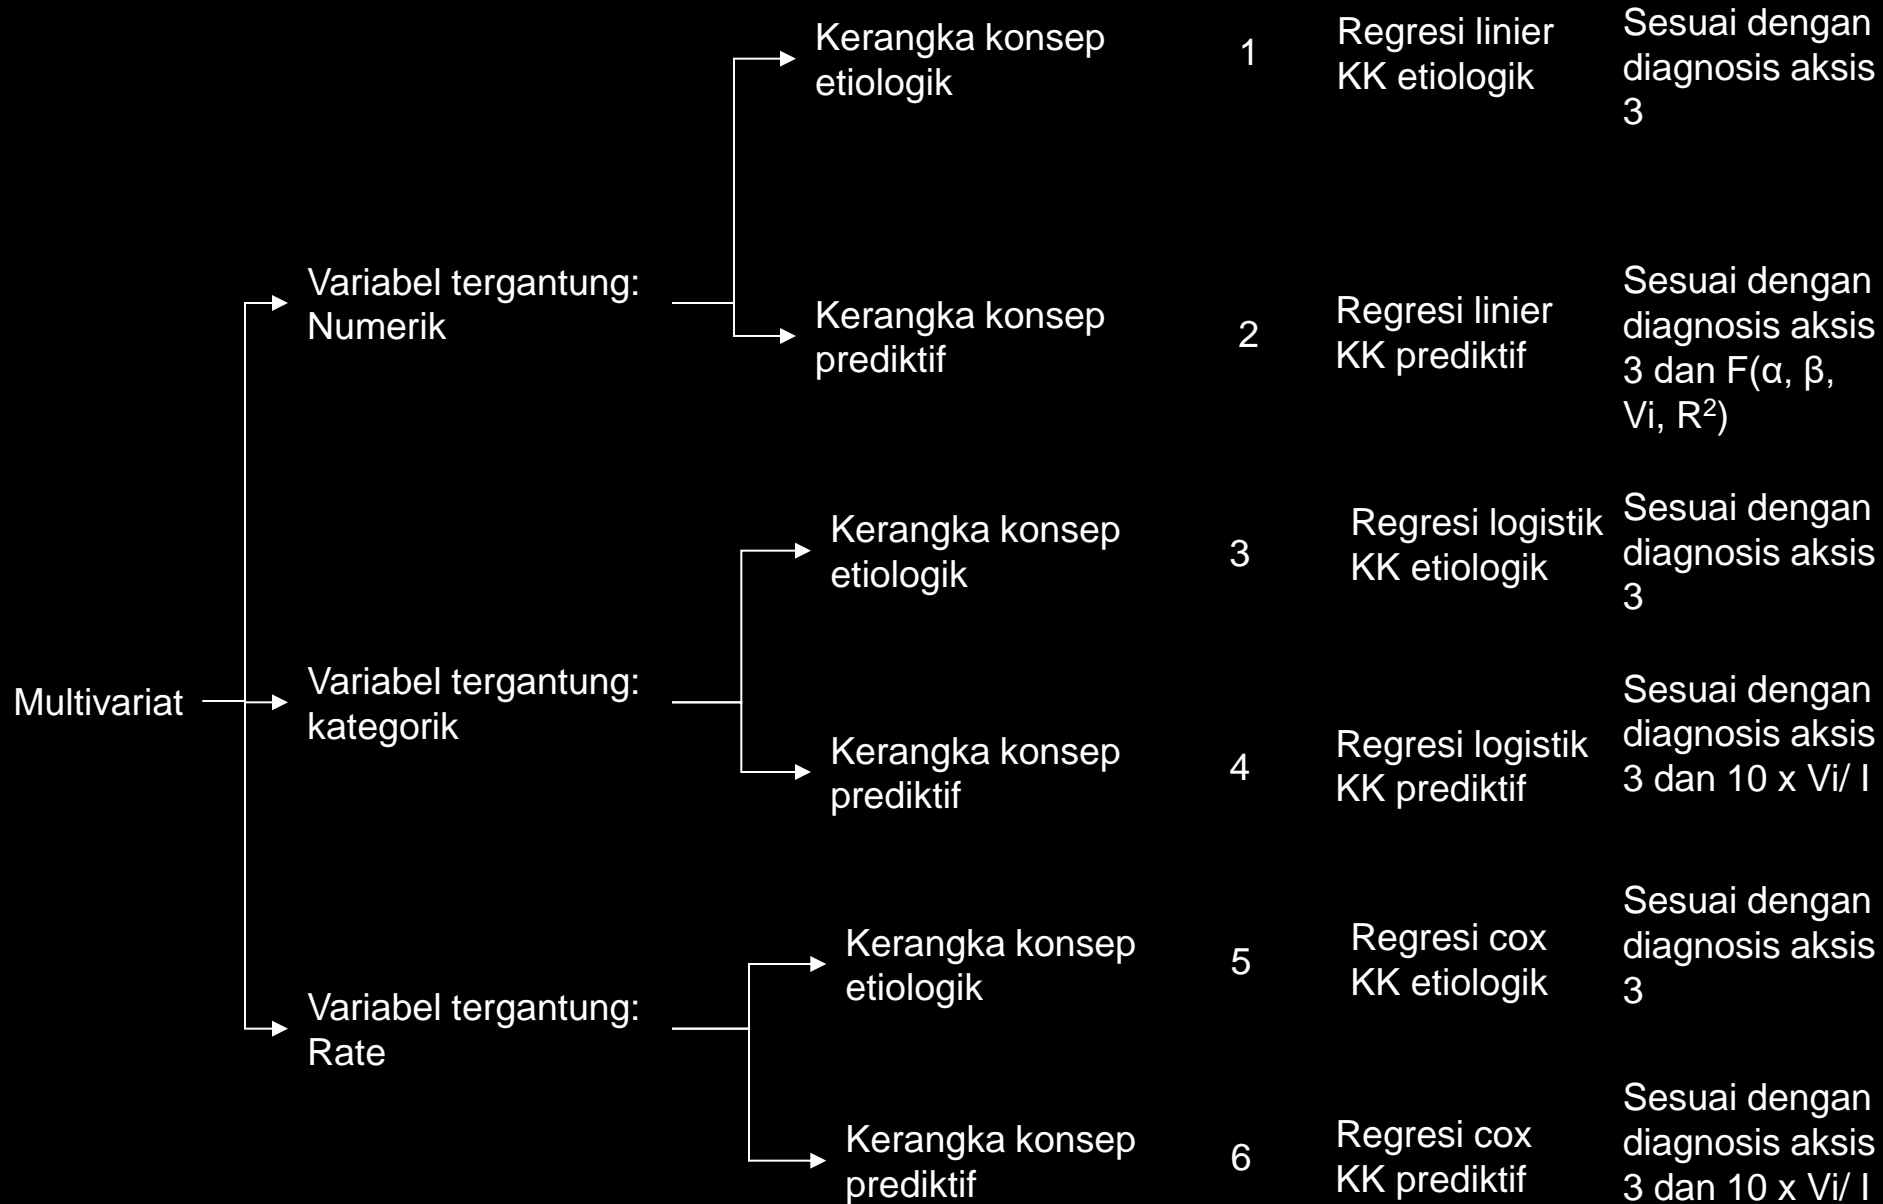 Kerangka konsep
etiologik
1
Regresi linier
KK etiologik
Sesuai dengan
diagnosis aksis
3
Variabel tergantung:
Numerik
Kerangka konsep
prediktif
2
Regresi linier
KK prediktif
Sesuai dengan
diagnosis aksis
3 dan F(α, β,
Vi, R²)
Kerangka konsep
etiologik
3
Regresi logistik
KK etiologik
Sesuai dengan
diagnosis aksis
3
Multivariat
Variabel tergantung:
kategorik
Kerangka konsep
prediktif
4
Regresi logistik
KK prediktif
Sesuai dengan
diagnosis aksis
3 dan 10 x Vi/ I
Kerangka konsep
etiologik
5
Regresi cox
KK etiologik
Sesuai dengan
diagnosis aksis
3
Variabel tergantung:
Rate
Kerangka konsep
prediktif
6
Regresi cox
KK prediktif
Sesuai dengan
diagnosis aksis
3 dan 10 x Vi/ I